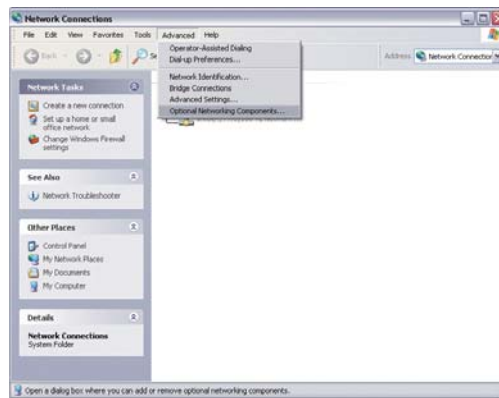 Network Connections
File Edit View Favorites Tools Advanced Help
Back
Address Network Connection
Operator-Assisted Dialing
Dial-up Preferences...
Network Identification...
Bridge Connections
Advanced Settings...
Optional Networking Components...
Network Tasks
Create a new connection
Set up a home or small
office network
Change Windows Firewall
settings
See Also
Network Troubleshooter
Other Places
Control Panel
My Network Places
My Documents
My Computer
Details
Network Connections
System Folder
Open a dialog box where you can add or remove optional networking components.